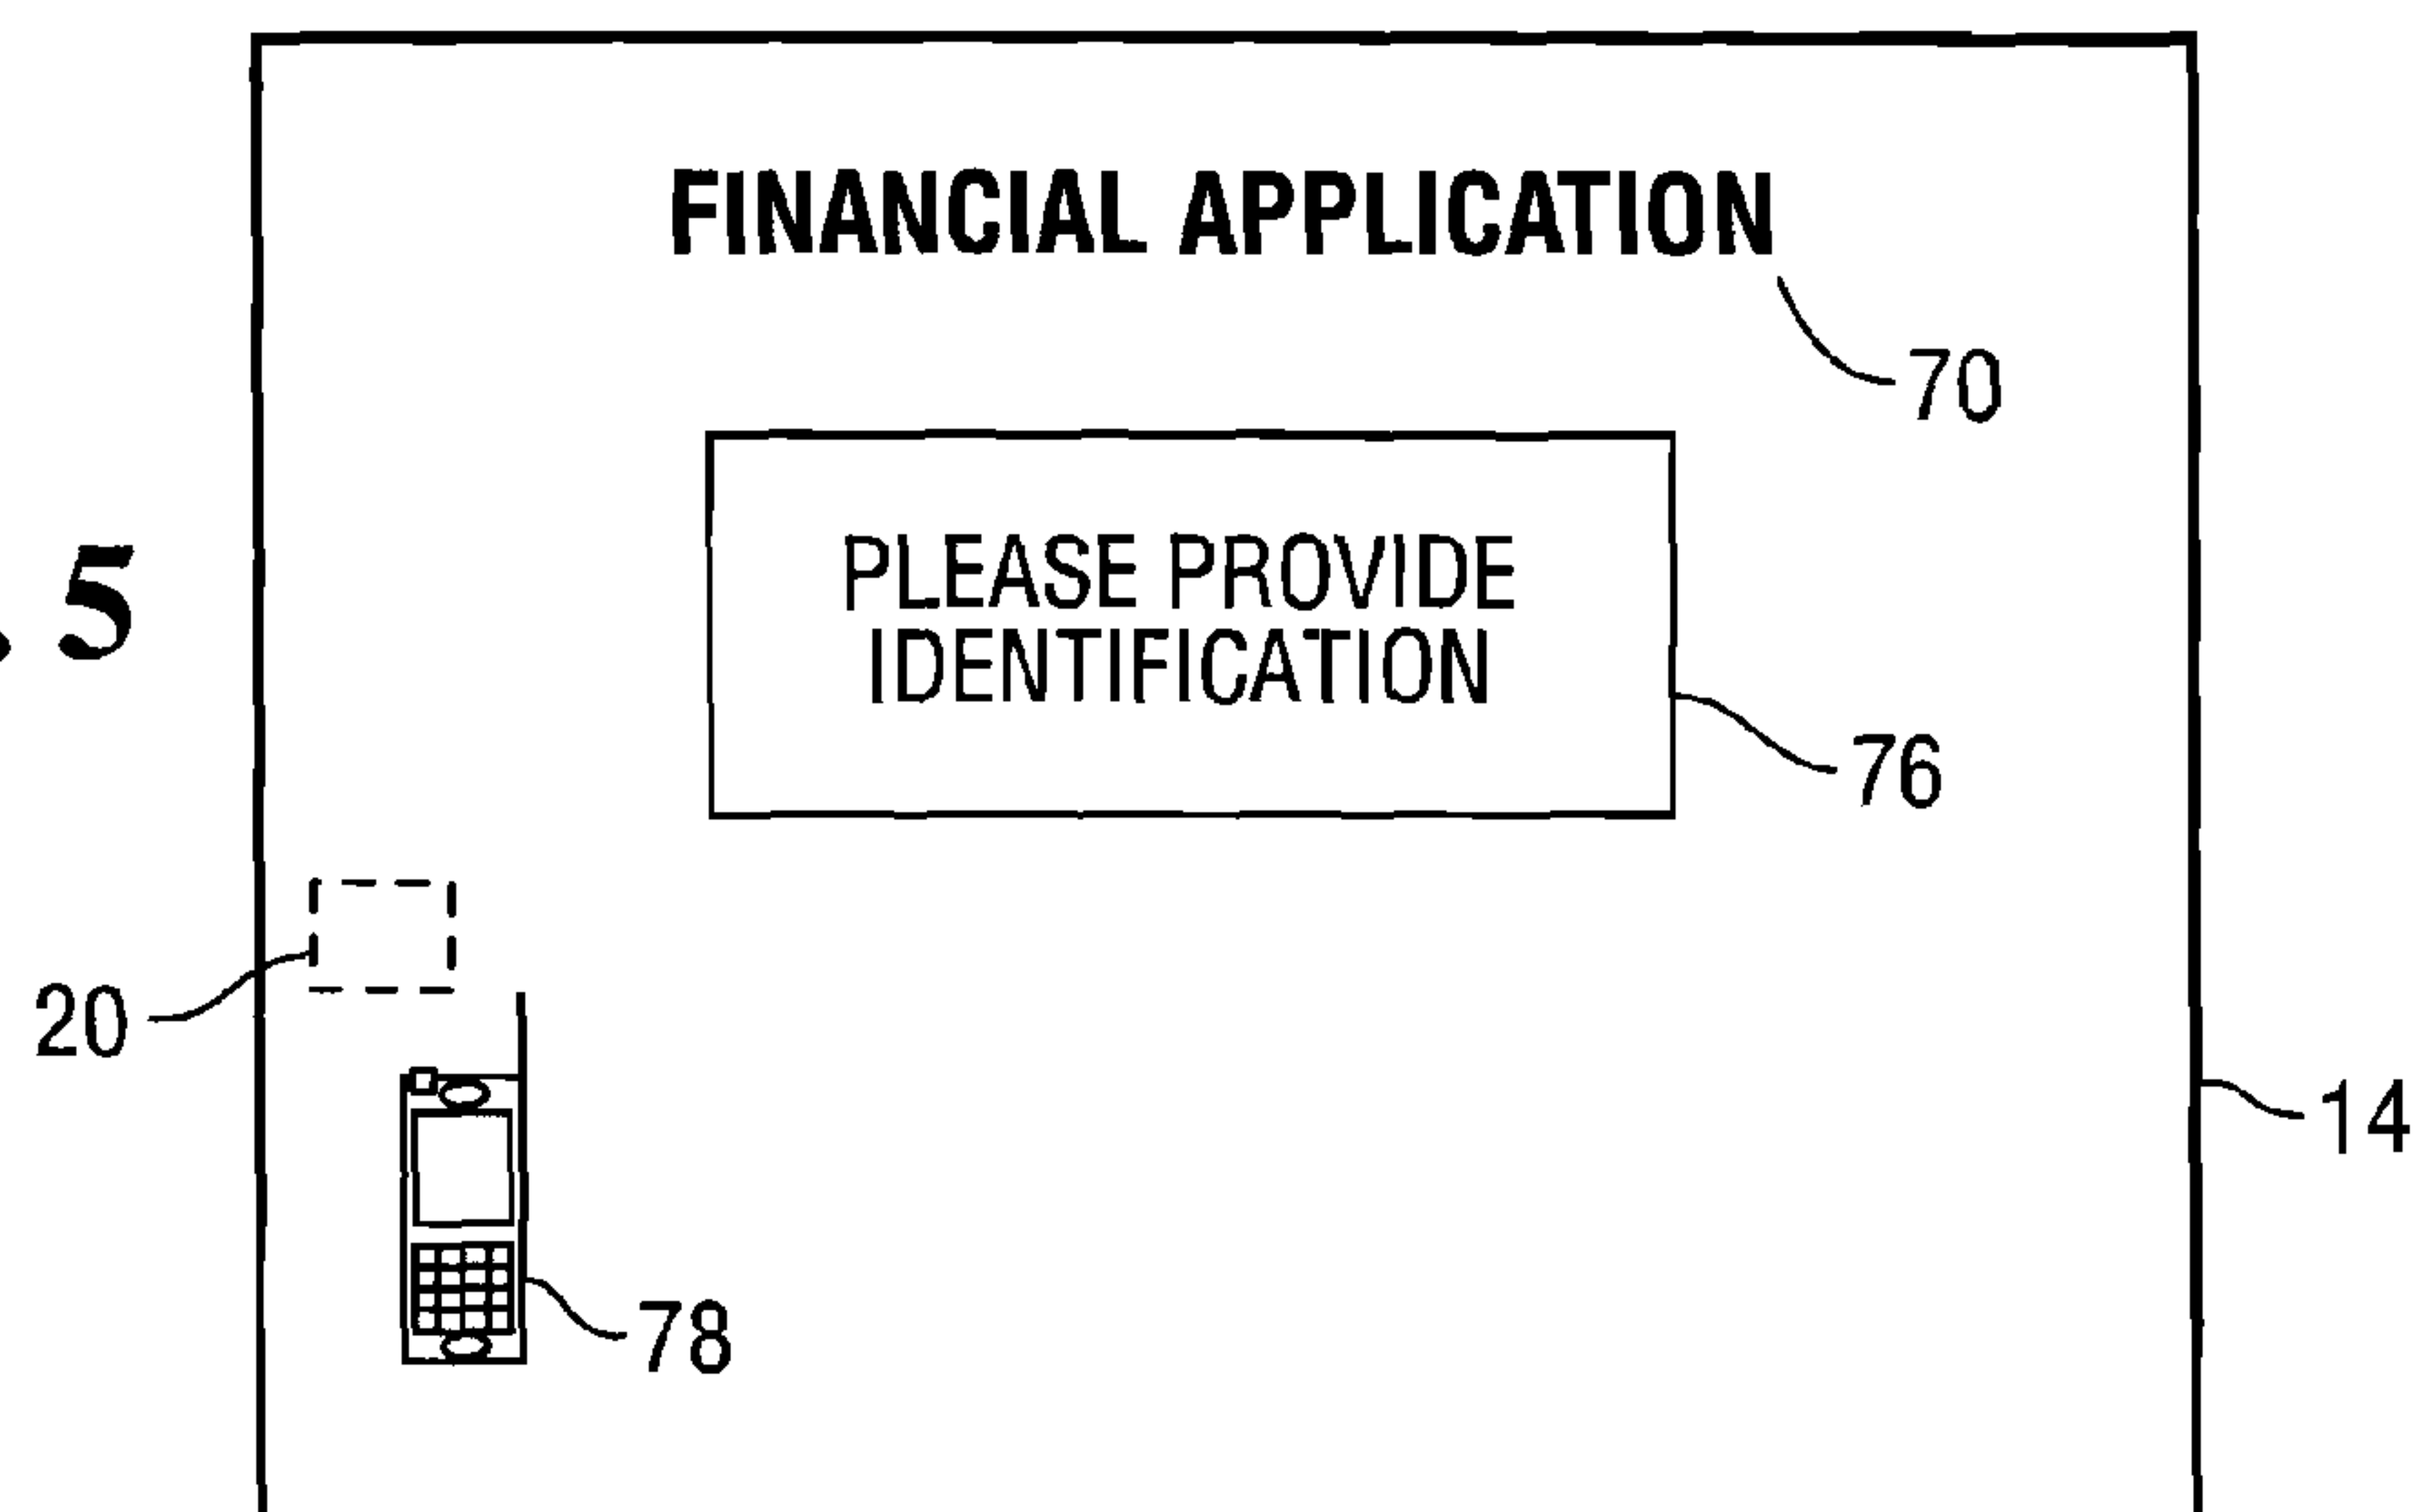 FINANCIAL APPLICATION
70
PLEASE PROVIDE
IDENTIFICATION
5
76
20
14
78